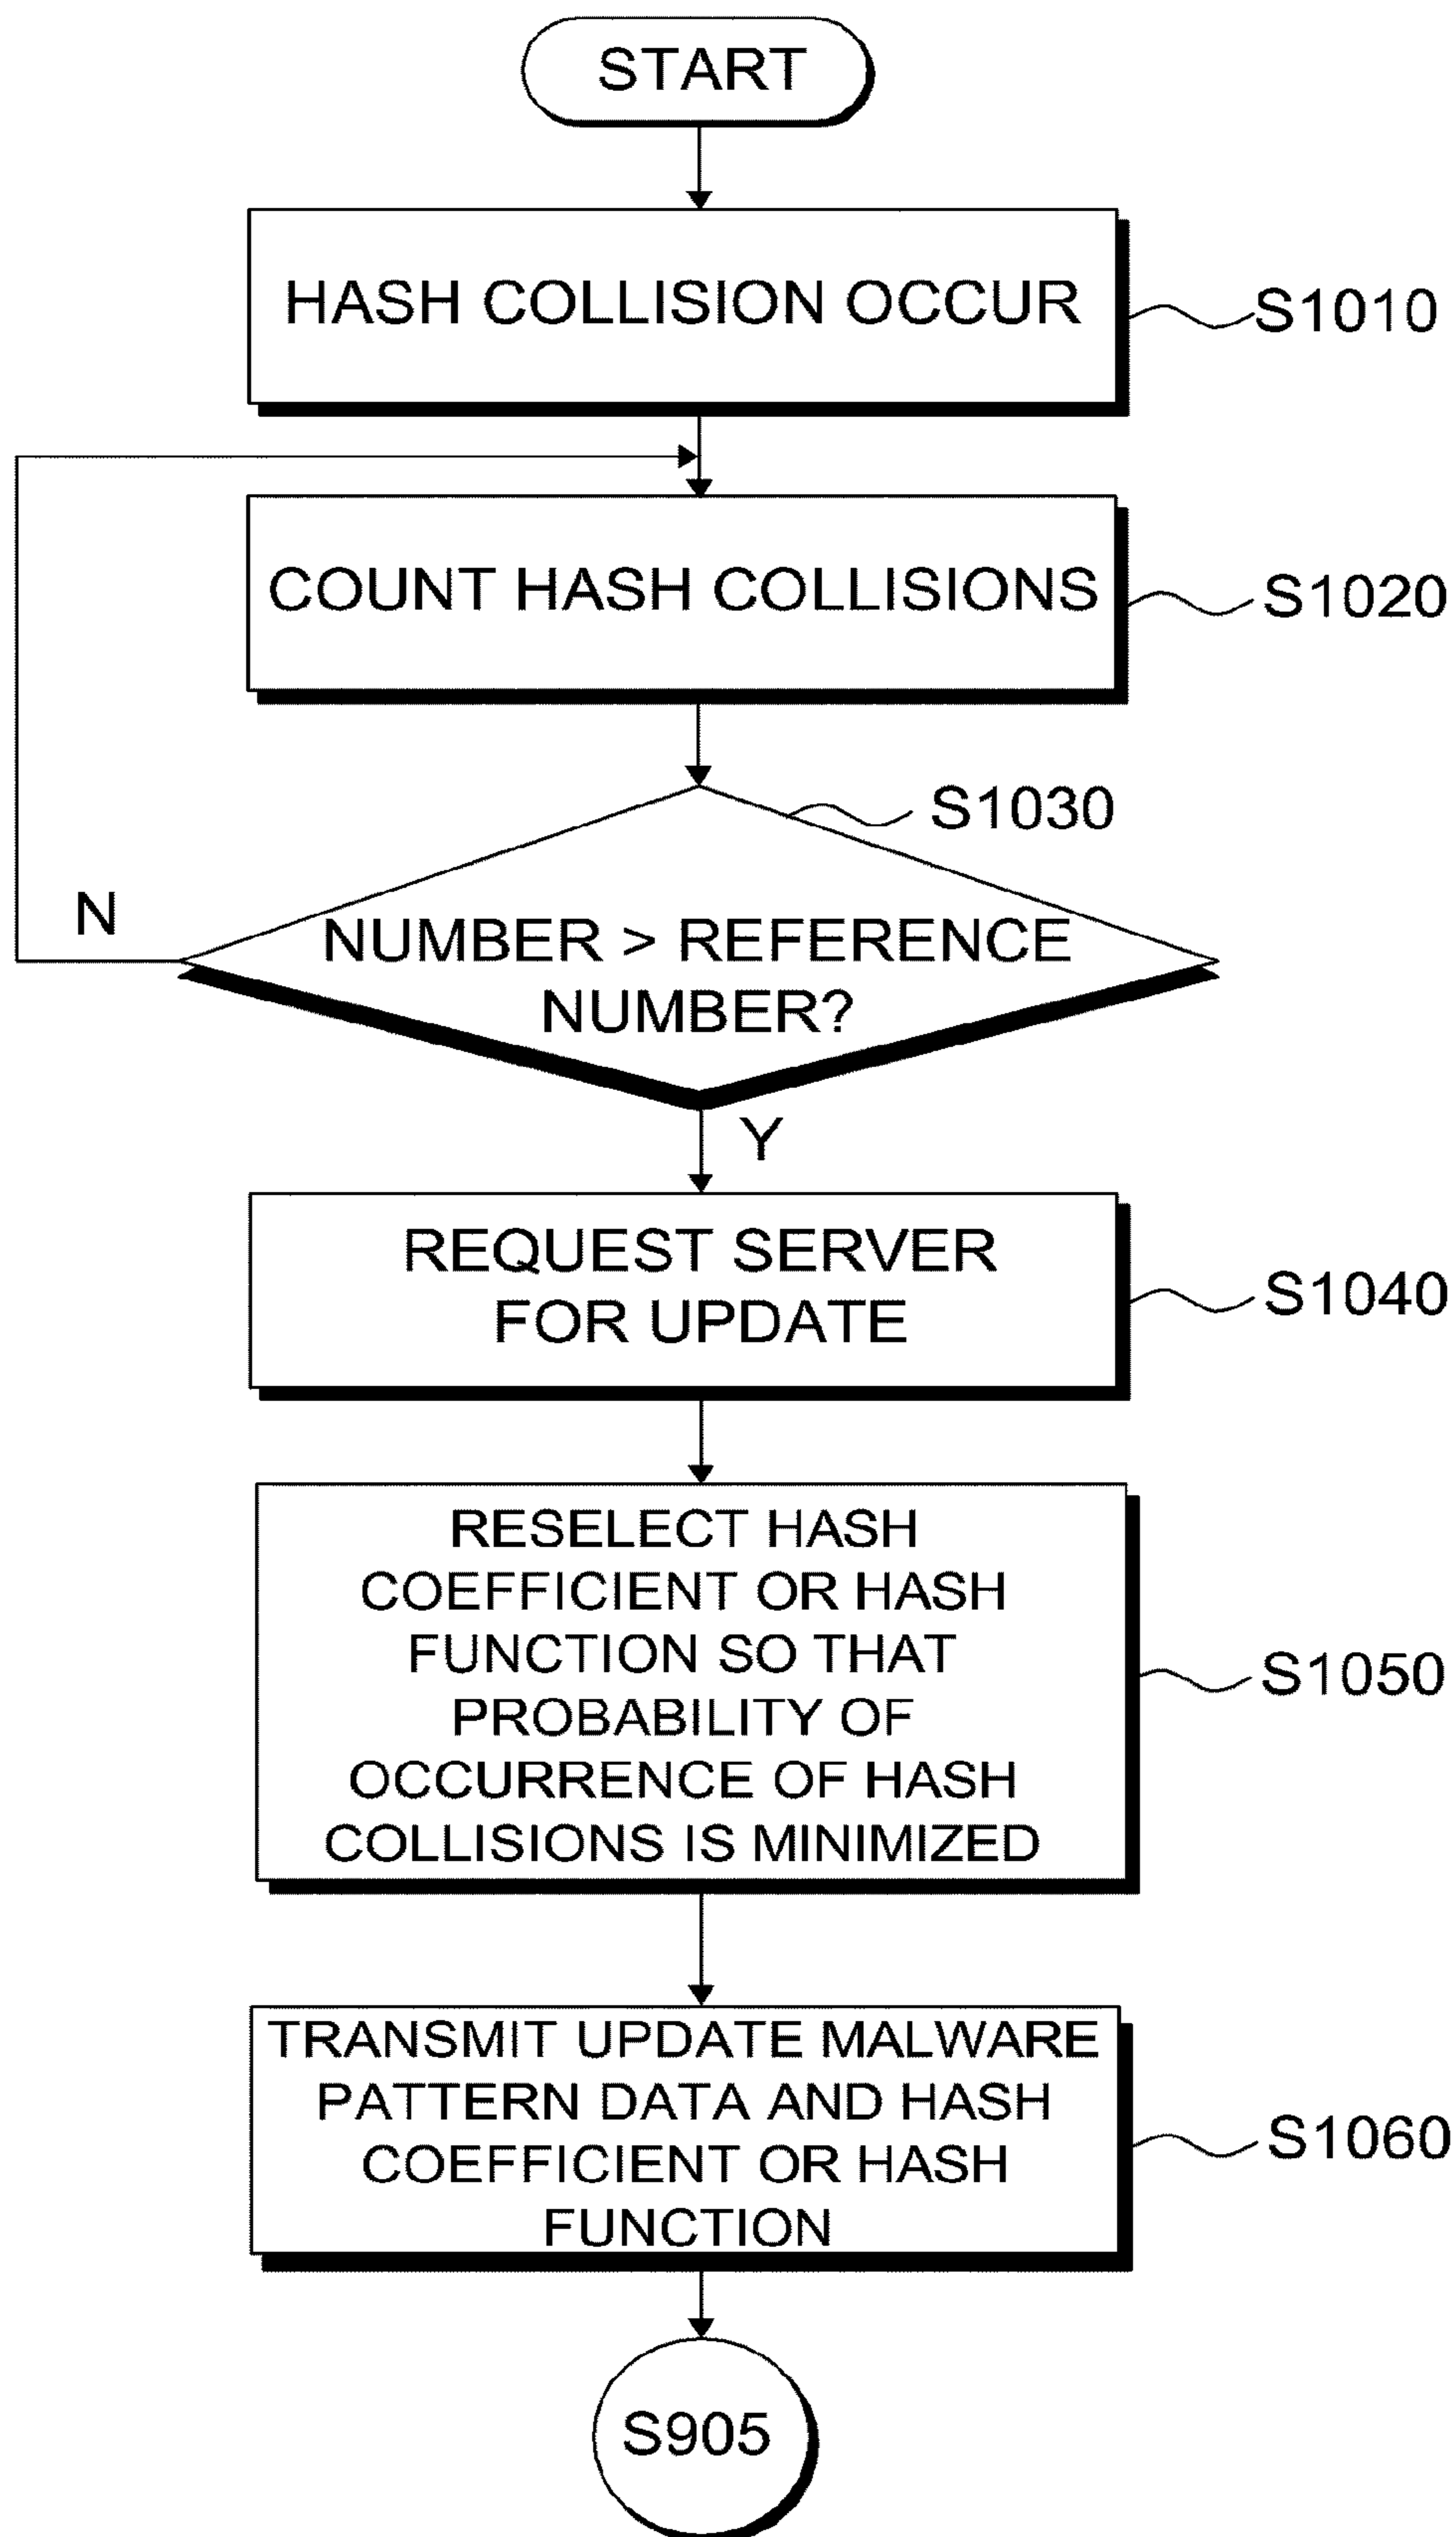 START
HASH COLLISION OCCUR
S1010
COUNT HASH COLLISIONS
S1020
S1030
N
NUMBER > REFERENCE
NUMBER?
Y
REQUEST SERVER
FOR UPDATE
S1040
RESELECT HASH
COEFFICIENT OR HASH
FUNCTION SO THAT
PROBABILITY OF
OCCURRENCE OF HASH
COLLISIONS IS MINIMIZED
S1050
TRANSMIT UPDATE MALWARE
PATTERN DATA AND HASH
COEFFICIENT OR HASH
FUNCTION
S1060
S905